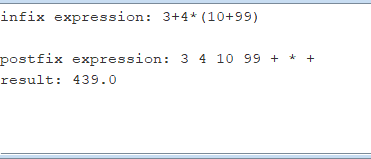 infix expression: 3+4*(10+99)
postfix expression: 3 4 10 99 + * +
result: 439.0